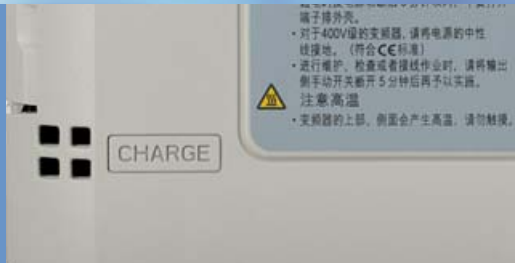 端子排外壳。
・对于400V级的变频器,请将电源的中性
线接地。(符合CE标准)
・进行维护、检查或者接线作业时,请将输出
侧手动开关断开5分钟后再予以实施。
注意高温
・变频器的上部、侧面会产生高温,请勿触摸。
CHARGE